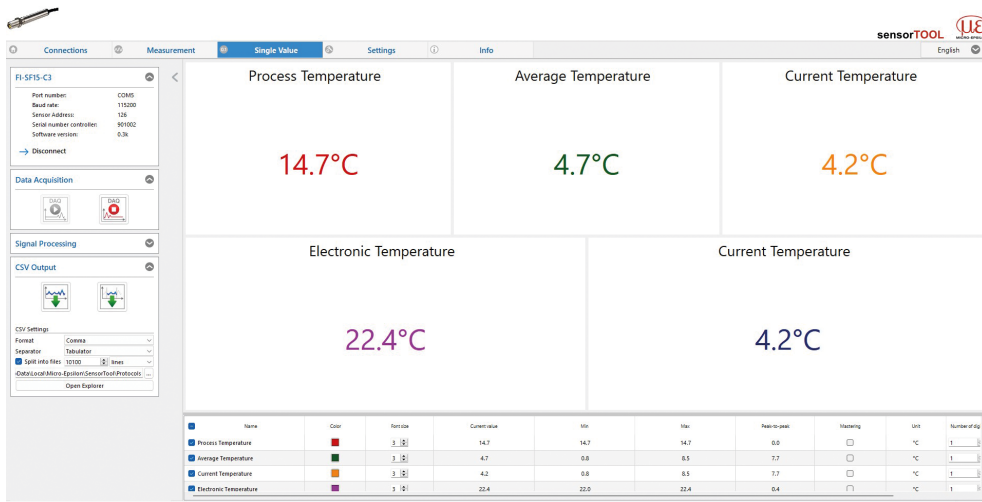 sensorTOOL
MICRO-EPSILON
Connections Measurement Single Value Settings Info English
FI-SF15-C3
Port number: COM5
Baud rate: 115200
Sensor Address: 126
Serial number controller: 901002
Software version: 0.3k
Disconnect
Data Acquisition
DAQ DAQ
Signal Processing
CSV Output
CSV Settings
Format Comma
Separator Tabulator
Split into files 10100 lines
›Data\Local\Micro-Epsilon\SensorTool\Protocols ...
Open Explorer
Process Temperature Average Temperature Current Temperature
14.7°C 4.7°C 4.2°C
Electronic Temperature Current Temperature
22.4°C 4.2°C
Name Color Font size Current value Min Max Peak-to-peak Mastering Unit Number of dig
Process Temperature 3 14.7 14.7 14.7 0.0 °C 1
Average Temperature 3 4.7 0.8 8.5 7.7 °C 1
Current Temperature 3 4.2 0.8 8.5 7.7 °C 1
Electronic Temperature 3 22.4 22.0 22.4 0.4 °C 1